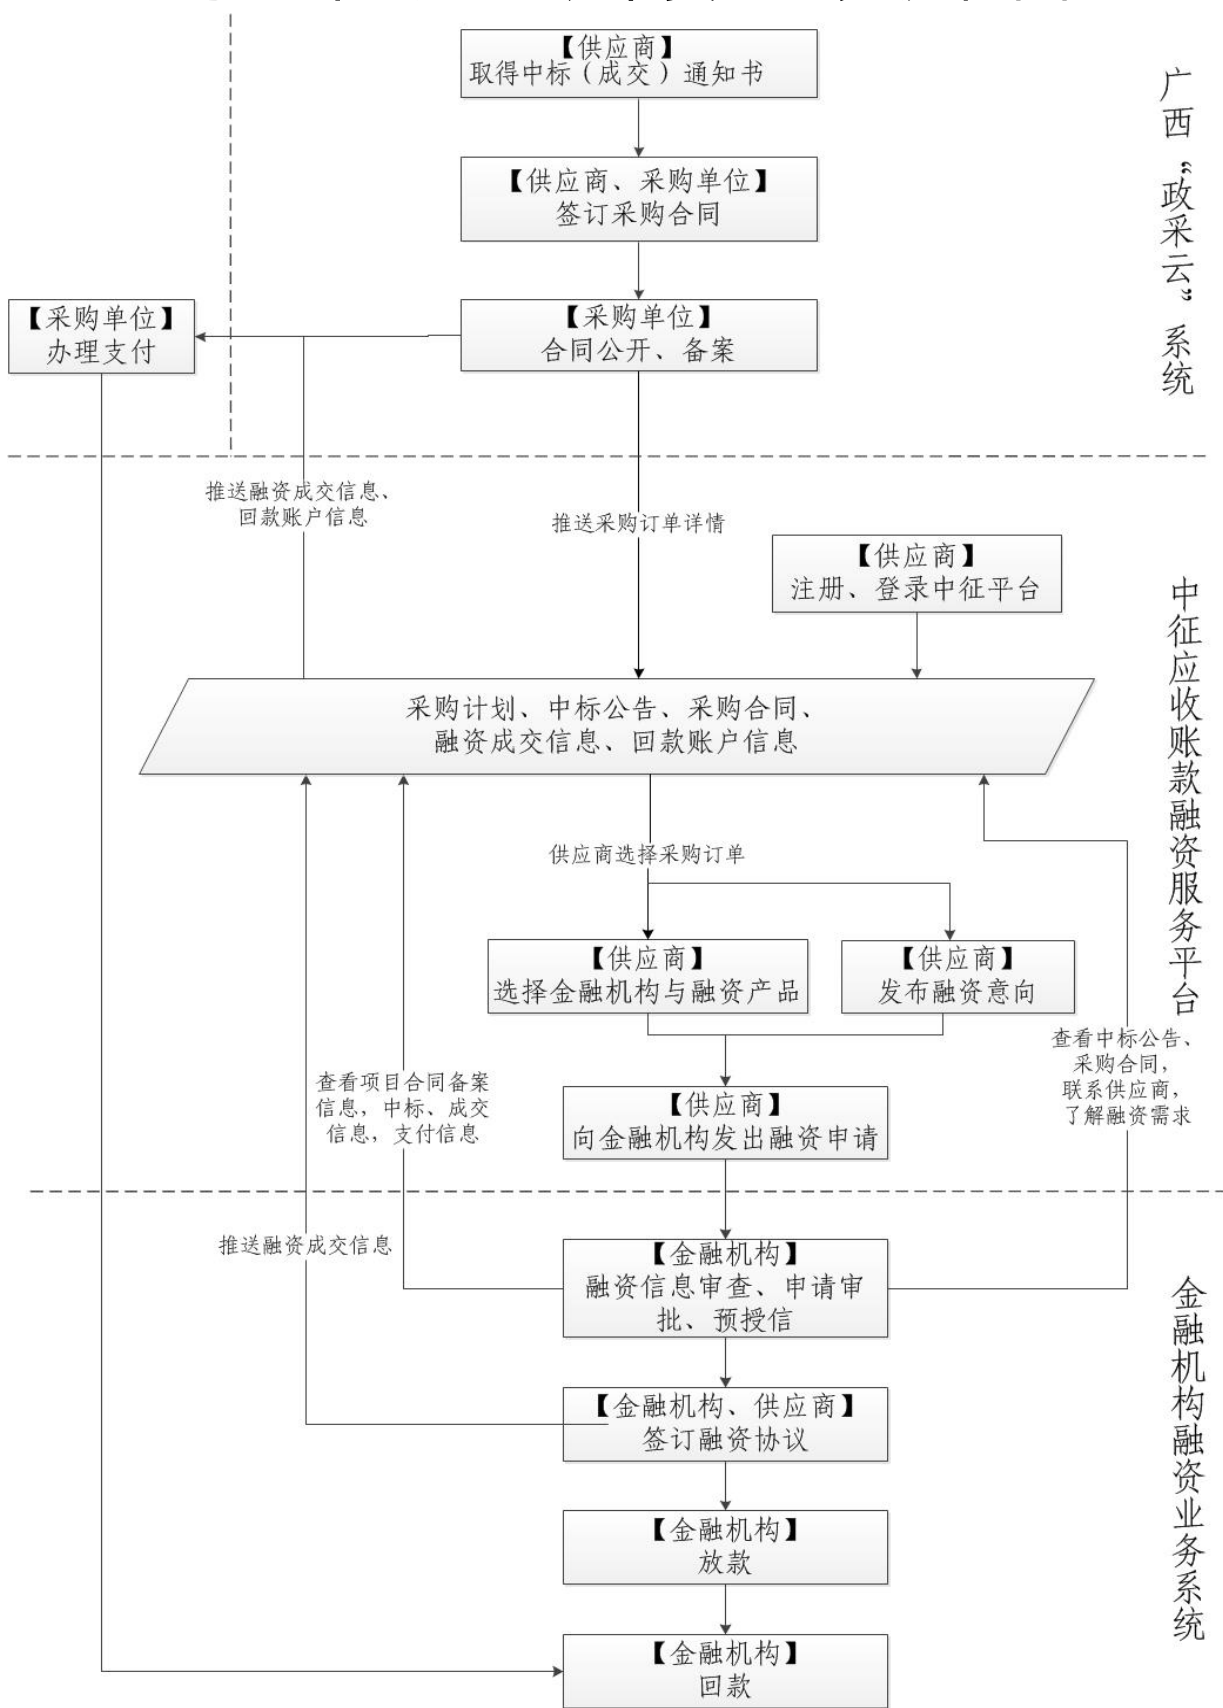 【供应商】
取得中标（成交）通知书
【供应商、采购单位】
签订采购合同
【采购单位】
办理支付
【采购单位】
合同公开、备案
广西“政采云”系统
推送融资成交信息、
回款账户信息
推送采购订单详情
【供应商】
注册、登录中征平台
采购计划、中标公告、采购合同、
融资成交信息、回款账户信息
供应商选择采购订单
【供应商】
选择金融机构与融资产品
【供应商】
发布融资意向
中征应收账款融资服务平台
查看中标公告、
采购合同，
联系供应商，
了解融资需求
查看项目合同备案
信息，中标、成交
信息，支付信息
【供应商】
向金融机构发出融资申请
推送融资成交信息
【金融机构】
融资信息审查、申请审
批、预授信
【金融机构、供应商】
签订融资协议
【金融机构】
放款
【金融机构】
回款
金融机构融资业务系统